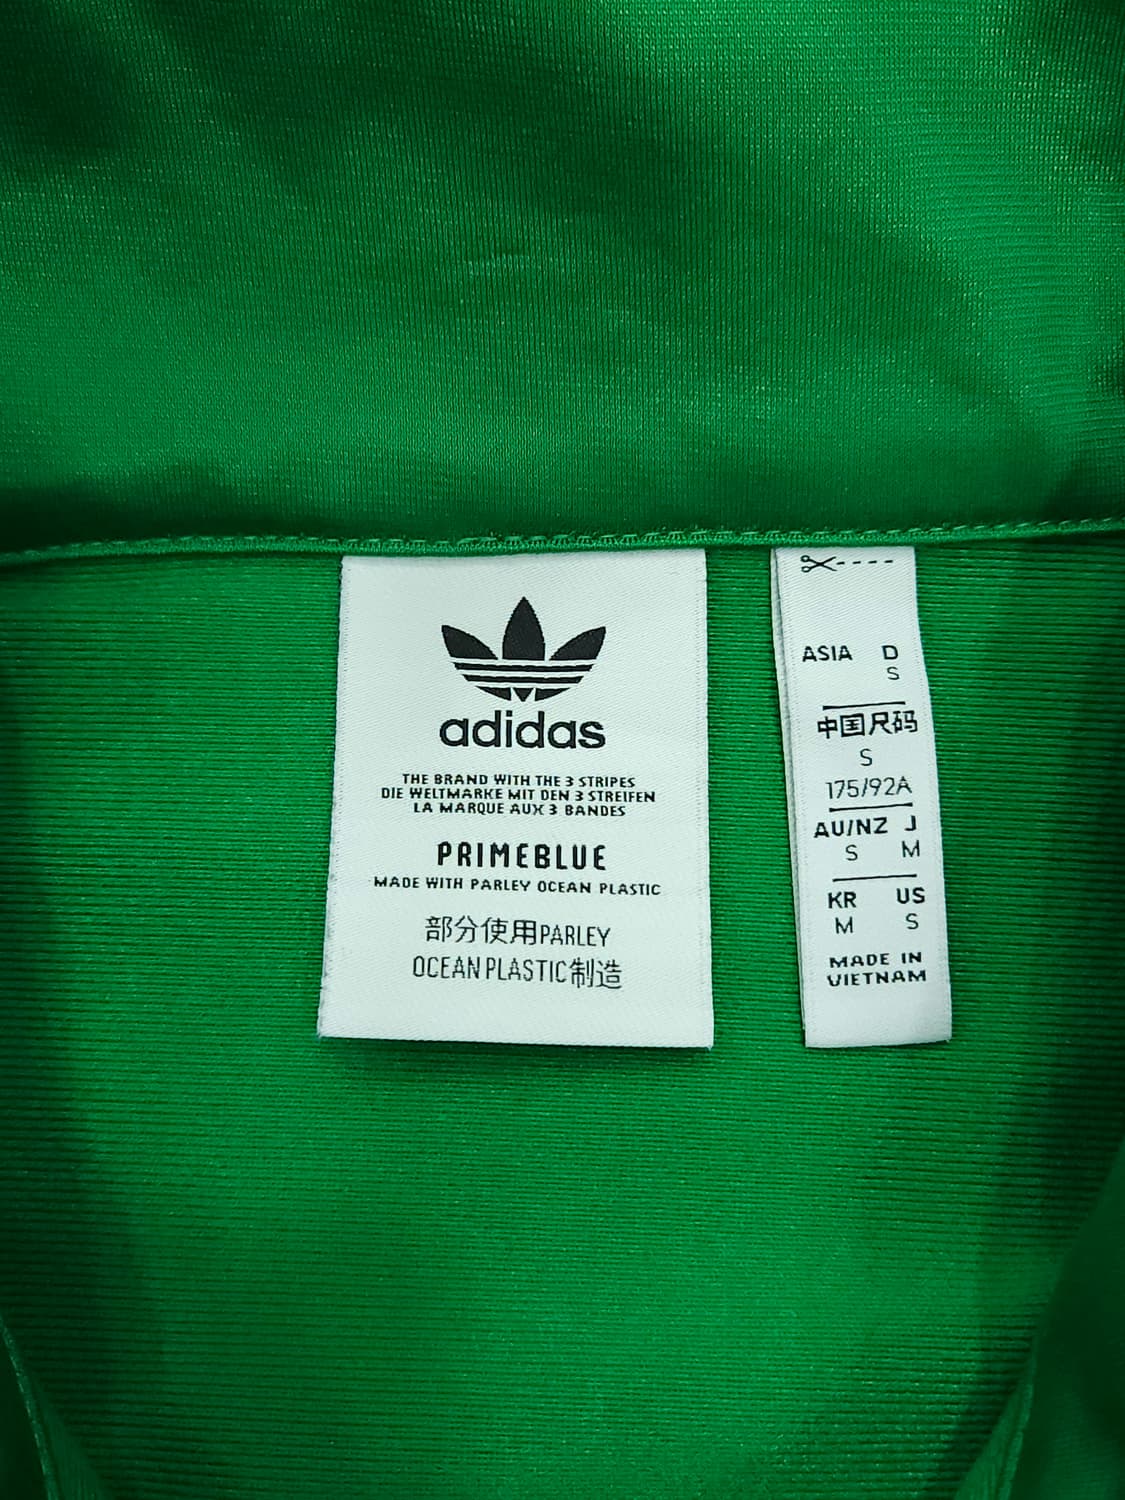 adidas
THE BRAND WITH THE 3 STRIPES
DIE WELTMARKE MIT DEN 3 STREIFEN
LA MARQUE AUX 3 BANDES
PRIMEBLUE
MADE WITH PARLEY OCEAN PLASTIC
部分使用PARLEY
OCEAN PLASTIC制造
ASIA D
S
中国尺码
S
175/92A
AU/NZ J
S M
KR US
M S
MADE IN
VIETNAM